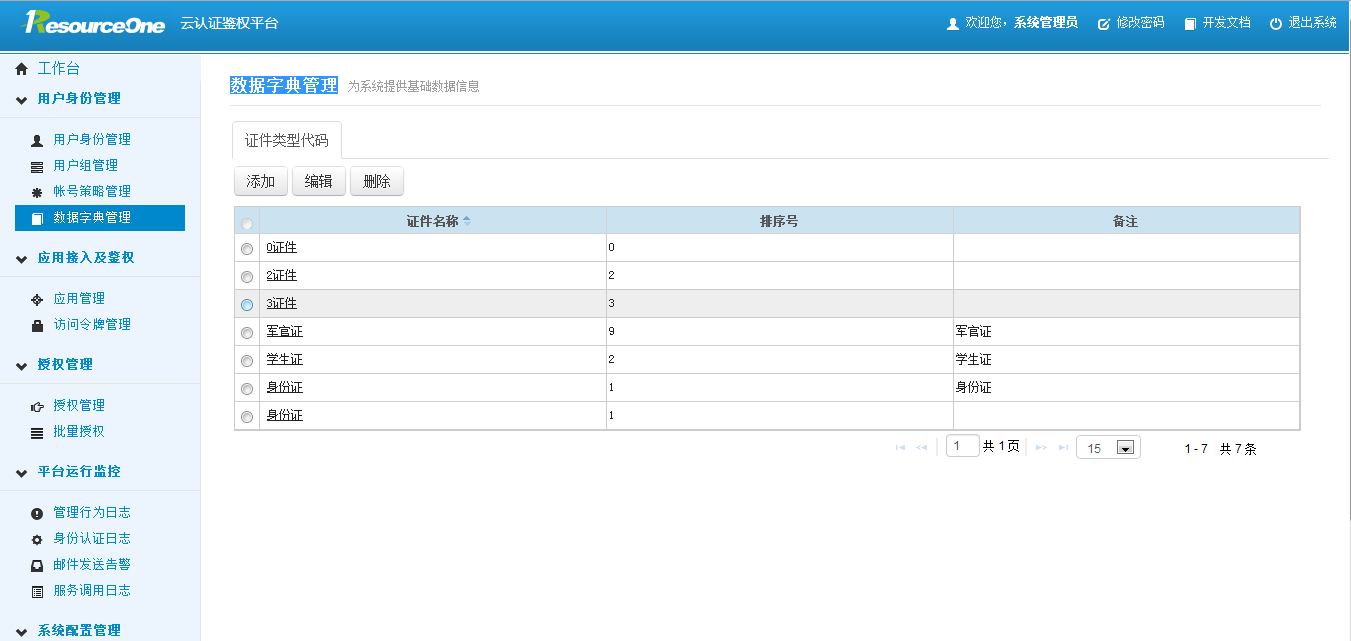 ResourceOne 云认证鉴权平台 欢迎您，系统管理员 修改密码 开发文档 退出系统
工作台
用户身份管理
用户身份管理
用户组管理
帐号策略管理
数据字典管理
应用接入及鉴权
应用管理
访问令牌管理
授权管理
授权管理
批量授权
平台运行监控
管理行为日志
身份认证日志
邮件发送告警
服务调用日志
系统配置管理
数据字典管理 为系统提供基础数据信息
证件类型代码
添加 编辑 删除
证件名称 排序号 备注
0证件 0
2证件 2
3证件 3
军官证 9 军官证
学生证 2 学生证
身份证 1 身份证
身份证 1
1 共 1 页 15 1 - 7 共 7 条